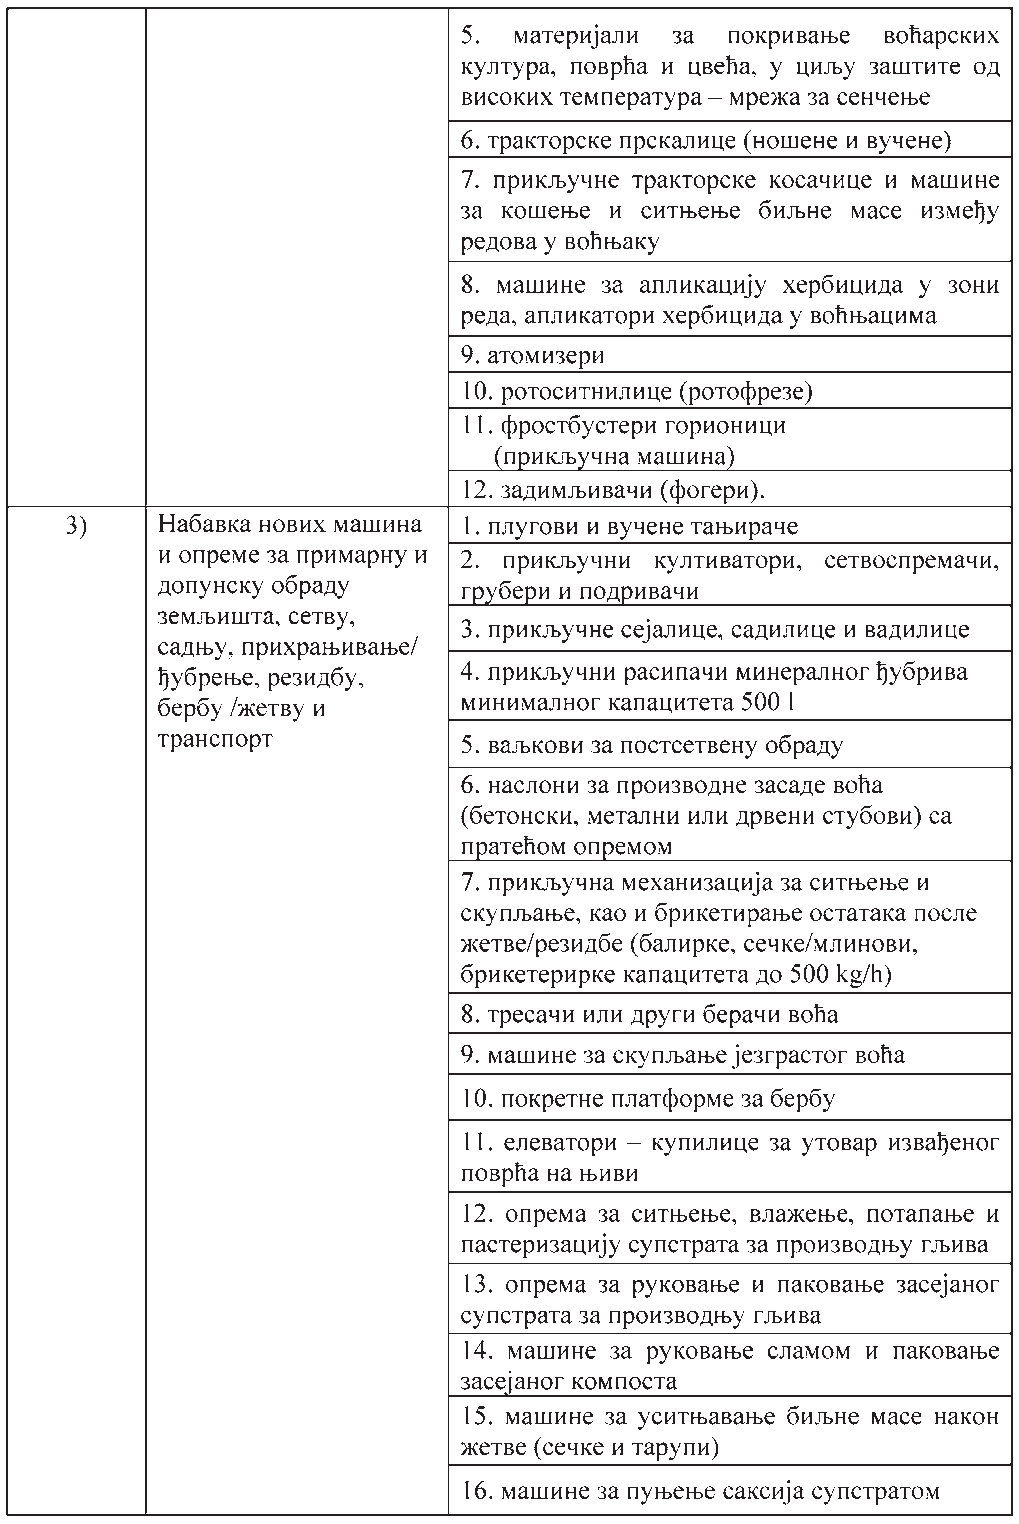 5. материјали за покривање воћарских
култура, поврћа и цвећа, у циљу заштите од
високих температура – мрежа за сенчење
6. тракторске прскалице (ношене и вучене)
7. прикључне тракторске косачице и машине
за кошење и ситњење биљне масе између
редова у воћњаку
8. машине за апликацију хербицида у зони
реда, апликатори хербицида у воћњацима
9. атомизери
10. ротоситнилице (ротофрезе)
11. фростбустери горионици
(прикључна машина)
12. задимљивачи (фогери).
3)
Набавка нових машина
и опреме за примарну и
допунску обраду
земљишта, сетву,
садњу, прихрањивање/
ђубрење, резидбу,
бербу /жетву и
транспорт
1. плугови и вучене тањираче
2. прикључни култиватори, сетвоспремачи,
грубери и подривачи
3. прикључне сејалице, садилице и вадилице
4. прикључни расипачи минералног ђубрива
минималног капацитета 500 l
5. ваљкови за постсетвену обраду
6. наслони за производне засаде воћа
(бетонски, метални или дрвени стубови) са
пратећом опремом
7. прикључна механизација за ситњење и
скупљање, као и брикетирање остатака после
жетве/резидбе (балирке, сечке/млинови,
брикетерирке капацитета до 500 kg/h)
8. тресачи или други берачи воћа
9. машине за скупљање језграстог воћа
10. покретне платформе за бербу
11. елеватори – купилице за утовар извађеног
поврћа на њиви
12. опрема за ситњење, влажење, потапање и
пастеризацију супстрата за производњу гљива
13. опрема за руковање и паковање засејаног
супстрата за производњу гљива
14. машине за руковање сламом и паковање
засејаног компоста
15. машине за уситњавање биљне масе након
жетве (сечке и тарупи)
16. машине за пуњење саксија супстратом